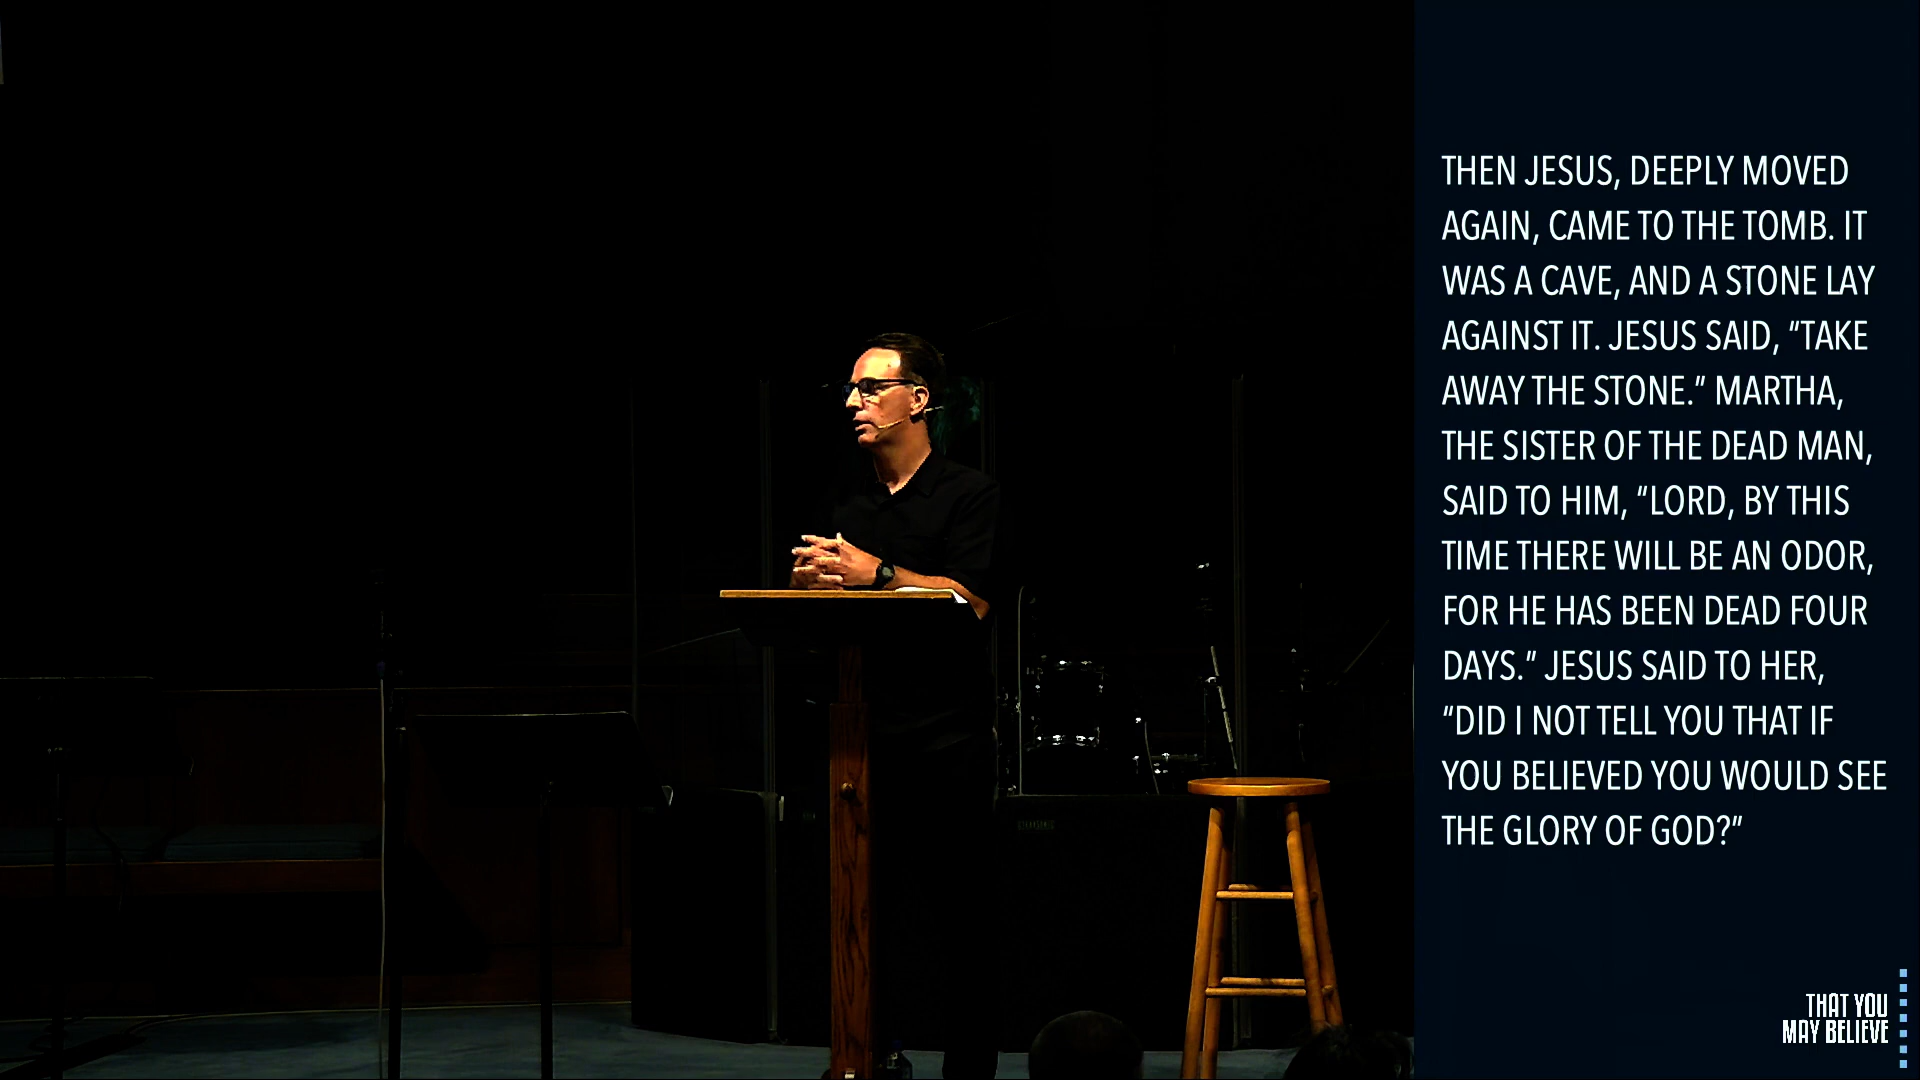 THEN JESUS, DEEPLY MOVED
AGAIN, CAME TO THE TOMB. IT
WAS A CAVE, AND A STONE LAY
AGAINST IT. JESUS SAID, “TAKE
AWAY THE STONE.” MARTHA,
THE SISTER OF THE DEAD MAN,
SAID TO HIM, “LORD, BY THIS
TIME THERE WILL BE AN ODOR,
FOR HE HAS BEEN DEAD FOUR
DAYS.” JESUS SAID TO HER,
“DID I NOT TELL YOU THAT IF
YOU BELIEVED YOU WOULD SEE
THE GLORY OF GOD?”
THAT YOU
MAY BELIEVE